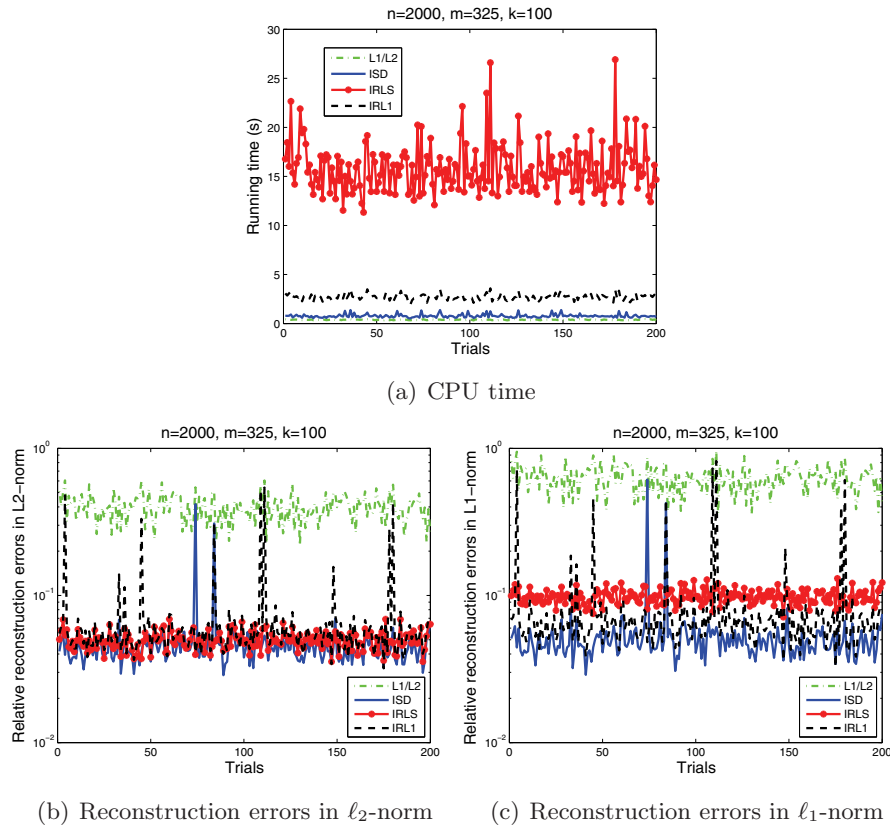 n=2000, m=325, k=100
30
25
20
15
10
5
0
Running time (s)
L1/L2
ISD
IRLS
IRL1
0 50 100 150 200
Trials
(a) CPU time
n=2000, m=325, k=100
10^0
10^-1
10^-2
Relative reconstruction errors in L2-norm
L1/L2
ISD
IRLS
IRL1
0 50 100 150 200
Trials
(b) Reconstruction errors in ℓ2-norm
n=2000, m=325, k=100
10^0
10^-1
10^-2
Relative reconstruction errors in L1-norm
L1/L2
ISD
IRLS
IRL1
0 50 100 150 200
Trials
(c) Reconstruction errors in ℓ1-norm